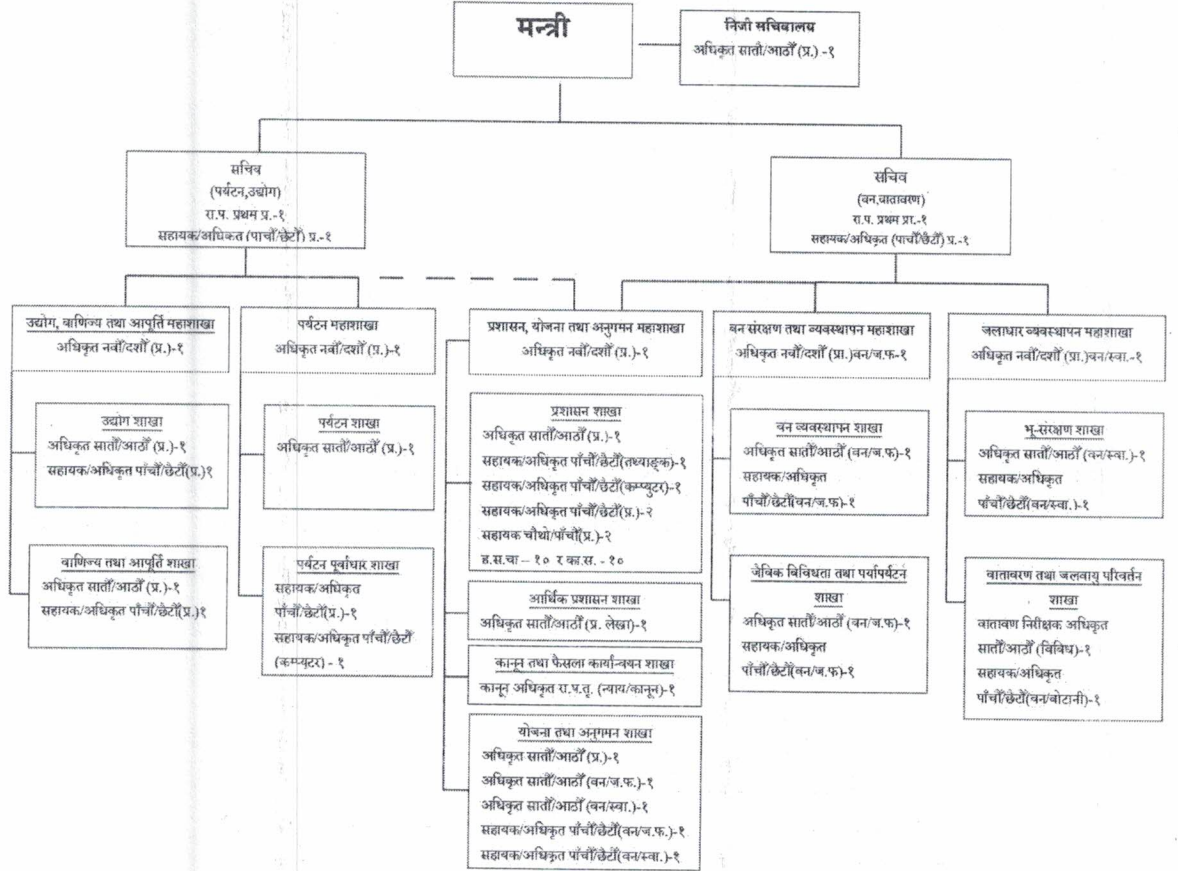 मन्त्री
निजी सचिवालय
अधिकृत सातौ/आठौँ (प्र.) -१
सचिव
(पर्यटन,उद्योग)
रा.प. प्रथम प्र.-१
सहायक/अधिकत (पाचौँ/छैटौँ) प्र.-१
सचिव
(वन,वातावरण)
रा.प. प्रथम प्रा.-१
सहायक/अधिकृत (पाचौँ/छैटौँ) प्र.-१
उद्योग, वाणिज्य तथा आपूर्ति महाशाखा
अधिकृत नवौँ/दशौँ (प्र.)-१
उद्योग शाखा
अधिकृत सातौँ/आठौँ (प्र.)-१
सहायक/अधिकृत पाँचौँ/छैटौँ(प्र.)१
वाणिज्य तथा आपूर्ति शाखा
अधिकृत सातौँ/आठौँ (प्र.)-१
सहायक/अधिकृत पाँचौँ/छैटौँ(प्र.)१
पर्यटन महाशाखा
अधिकृत नवौँ/दशौँ (प्र.)-१
पर्यटन शाखा
अधिकृत सातौँ/आठौँ (प्र.)-१
पर्यटन पूर्वाधार शाखा
सहायक/अधिकृत
पाँचौँ/छैटौँ(प्र.)-१
सहायक/अधिकृत पाँचौँ/छैटौँ
(कम्प्युटर) - १
प्रशासन, योजना तथा अनुगमन महाशाखा
अधिकृत नवौँ/दशौँ (प्र.)-१
प्रशासन शाखा
अधिकृत सातौँ/आठौँ (प्र.)-१
सहायक/अधिकृत पाँचौँ/छैटौँ(तथ्याङ्क)-१
सहायक/अधिकृत पाँचौँ/छैटौँ(कम्प्युटर)-१
सहायक/अधिकृत पाँचौँ/छैटौँ(प्र.)-२
सहायक चौथो/पाँचौँ(प्र.)-२
ह.स.चा – १० र का.स. - १०
आर्थिक प्रशासन शाखा
अधिकृत सातौँ/आठौँ (प्र. लेखा)-१
कानून तथा फैसला कार्यान्वयन शाखा
कानून अधिकृत रा.प.तृ. (न्याय/कानून)-१
योजना तथा अनुगमन शाखा
अधिकृत सातौँ/आठौँ (प्र.)-१
अधिकृत सातौँ/आठौँ (वन/ज.फ.)-१
अधिकृत सातौँ/आठौँ (वन/स्वा.)-१
सहायक/अधिकृत पाँचौँ/छैटौँ(वन/ज.फ.)-१
सहायक/अधिकृत पाँचौँ/छैटौँ(वन/स्वा.)-१
वन संरक्षण तथा व्यवस्थापन महाशाखा
अधिकृत नवौँ/दशौँ (प्रा.)वन/ज.फ-१
वन व्यवस्थापन शाखा
अधिकृत सातौँ/आठौँ (वन/ज.फ)-१
सहायक/अधिकृत
पाँचौँ/छैटौँ(वन/ज.फ)-१
जैविक बिविधता तथा पर्यापर्यटन
शाखा
अधिकृत सातौँ/आठौँ (वन/ज.फ)-१
सहायक/अधिकृत
पाँचौँ/छैटौँ(वन/ज.फ)-१
जलाधार व्यवस्थापन महाशाखा
अधिकृत नवौँ/दशौँ (प्रा.)वन/स्वा.-१
भू-संरक्षण शाखा
अधिकृत सातौँ/आठौँ (वन/स्वा.)-१
सहायक/अधिकृत
पाँचौँ/छैटौँ(वन/स्वा.)-१
वातावरण तथा जलवायु परिवर्तन
शाखा
वातावण निरीक्षक अधिकृत
सातौँ/आठौँ (विविध)-१
सहायक/अधिकृत
पाँचौँ/छैटौँ(वन/बोटानी)-१